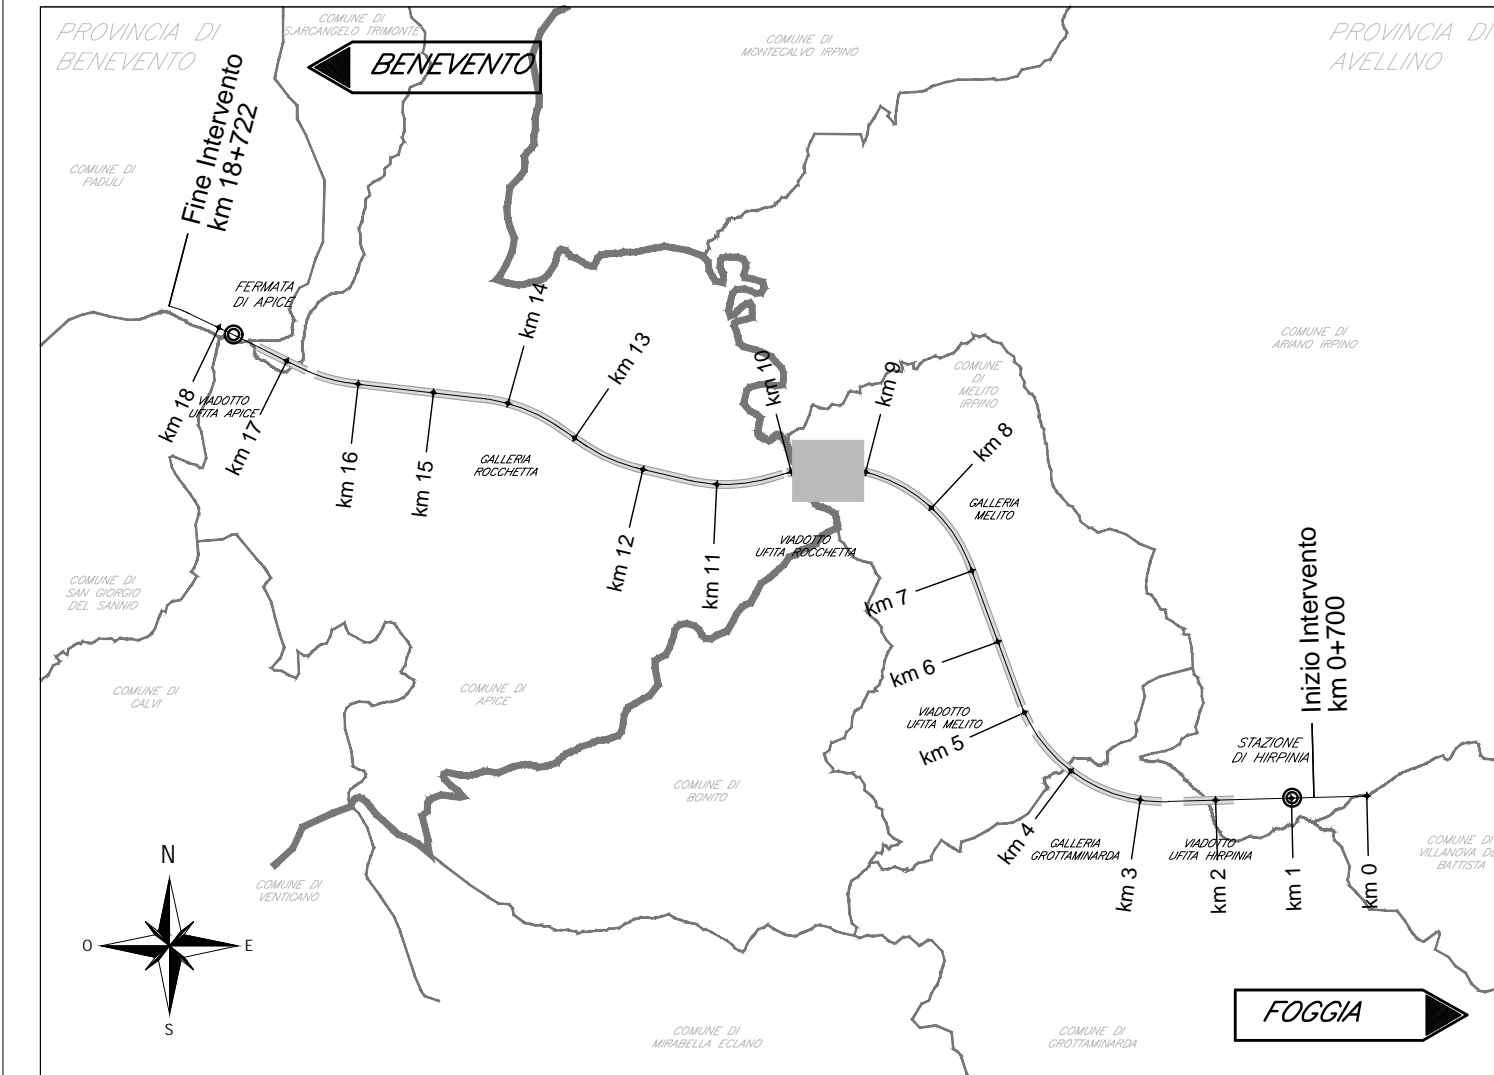 PROVINCIA DI
BENEVENTO
COMUNE DI
S.ARCANGELO TRIMONTE
BENEVENTO
COMUNE DI
MONTECALVO IRPINO
PROVINCIA DI
AVELLINO
Fine Intervento
km 18+722
COMUNE DI
PADULI
FERMATA
DI APICE
km 14
km 13
km 10
km 9
COMUNE DI
ARIANO IRPINO
COMUNE
DI
MELITO
IRPINO
km 18
VIADOTTO
UFITA APICE
km 17
km 16
km 15
GALLERIA
ROCCHETTA
km 8
GALLERIA
MELITO
km 12
km 11
VIADOTTO
UFITA ROCCHETTA
km 7
COMUNE DI
SAN GIORGIO
DEL SANNIO
Inizio Intervento
km 0+700
km 6
COMUNE DI
CALVI
COMUNE DI
APICE
VIADOTTO
UFITA MELITO
km 5
STAZIONE
DI HIRPINIA
COMUNE DI
BONITO
km 4
GALLERIA
GROTTAMINARDA
VIADOTTO
UFITA HIRPINIA
km 3
km 2
km 1
km 0
COMUNE DI
VILLANOVA DE
BATTISTA
N
O
E
S
COMUNE DI
VENTICANO
COMUNE DI
MIRABELLA ECLANO
COMUNE DI
GROTTAMINARDA
FOGGIA